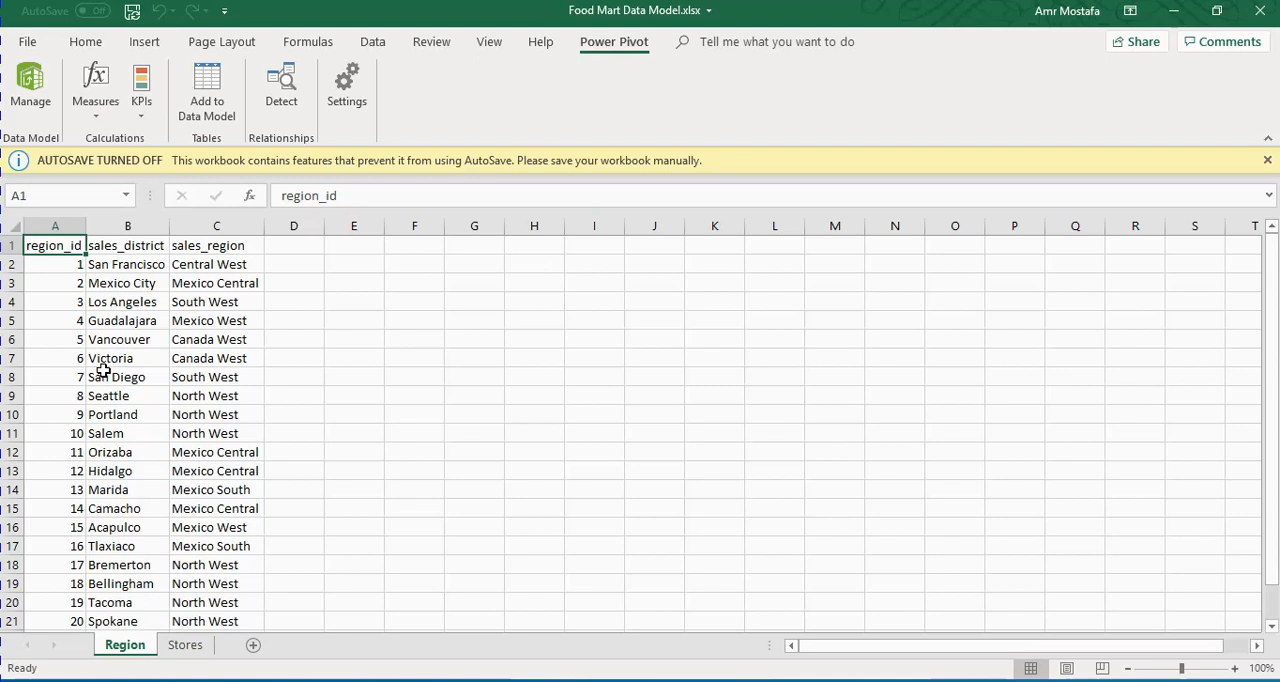 AutoSave Off Food Mart Data Model.xlsx Amr Mostafa
File Home Insert Page Layout Formulas Data Review View Help Power Pivot Tell me what you want to do Share Comments
Manage Measures KPIs Add to Data Model Detect Settings
Data Model Calculations Tables Relationships
AUTOSAVE TURNED OFF This workbook contains features that prevent it from using AutoSave. Please save your workbook manually.
A1 fx region_id
A B C D E F G H I J K L M N O P Q R S T
1 region_id sales_district sales_region
2 1 San Francisco Central West
3 2 Mexico City Mexico Central
4 3 Los Angeles South West
5 4 Guadalajara Mexico West
6 5 Vancouver Canada West
7 6 Victoria Canada West
8 7 San Diego South West
9 8 Seattle North West
10 9 Portland North West
11 10 Salem North West
12 11 Orizaba Mexico Central
13 12 Hidalgo Mexico Central
14 13 Marida Mexico South
15 14 Camacho Mexico Central
16 15 Acapulco Mexico West
17 16 Tlaxiaco Mexico South
18 17 Bremerton North West
19 18 Bellingham North West
20 19 Tacoma North West
21 20 Spokane North West
Region Stores
Ready 100%